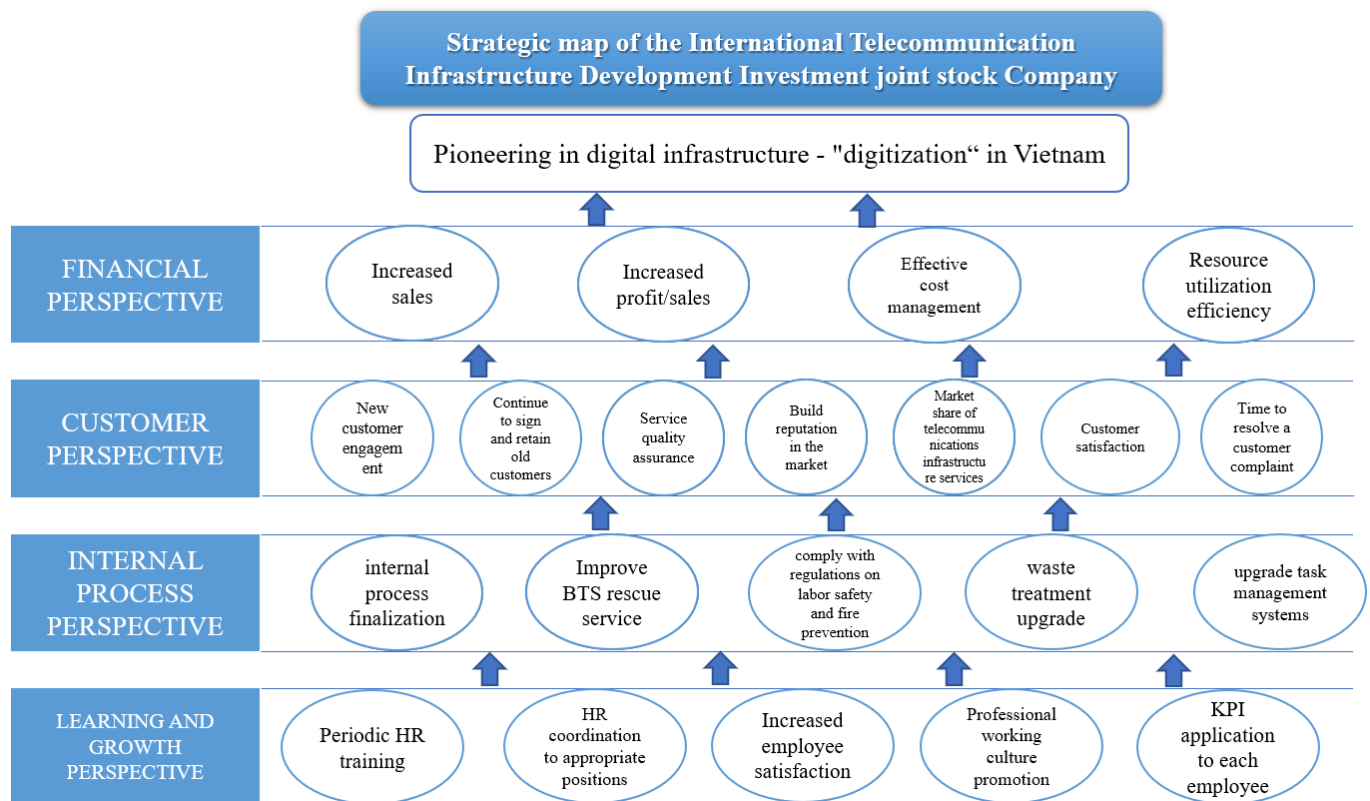 Strategic map of the International Telecommunication
Infrastructure Development Investment joint stock Company
Pioneering in digital infrastructure - "digitization“ in Vietnam
FINANCIAL
PERSPECTIVE
Increased
sales
Increased
profit/sales
Effective
cost
management
Resource
utilization
efficiency
CUSTOMER
PERSPECTIVE
New
customer
engagem
ent
Continue
to sign
and retain
old
customers
Service
quality
assurance
Build
reputation
in the
market
Market
share of
telecommu
nications
infrastructu
re services
Customer
satisfaction
Time to
resolve a
customer
complaint
INTERNAL
PROCESS
PERSPECTIVE
internal
process
finalization
Improve
BTS rescue
service
comply with
regulations on
labor safety
and fire
prevention
waste
treatment
upgrade
upgrade task
management
systems
LEARNING AND
GROWTH
PERSPECTIVE
Periodic HR
training
HR
coordination
to appropriate
positions
Increased
employee
satisfaction
Professional
working
culture
promotion
KPI
application
to each
employee